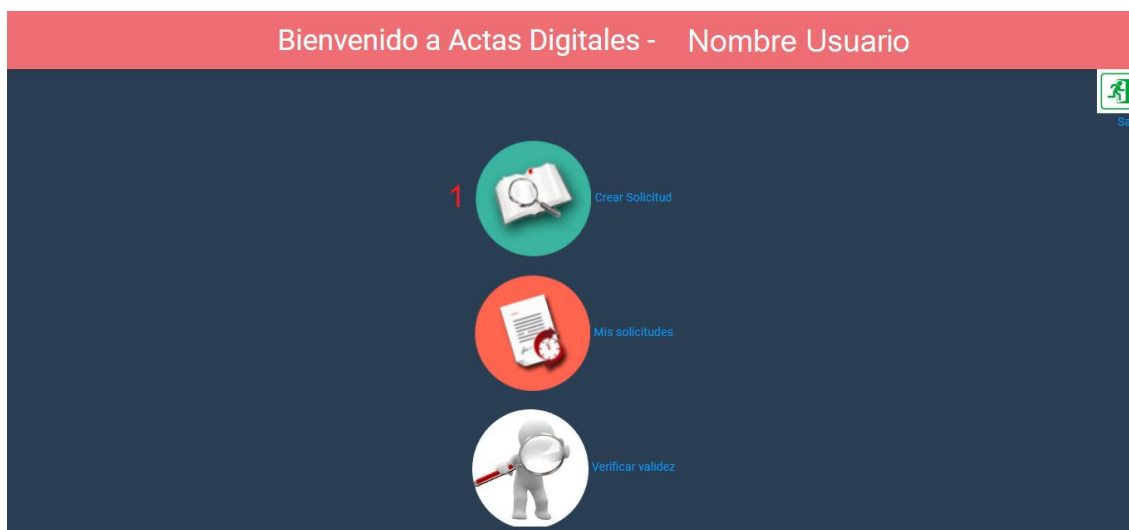 Bienvenido a Actas Digitales - Nombre Usuario
1
Crear Solicitud
Mis solicitudes
Verificar validez